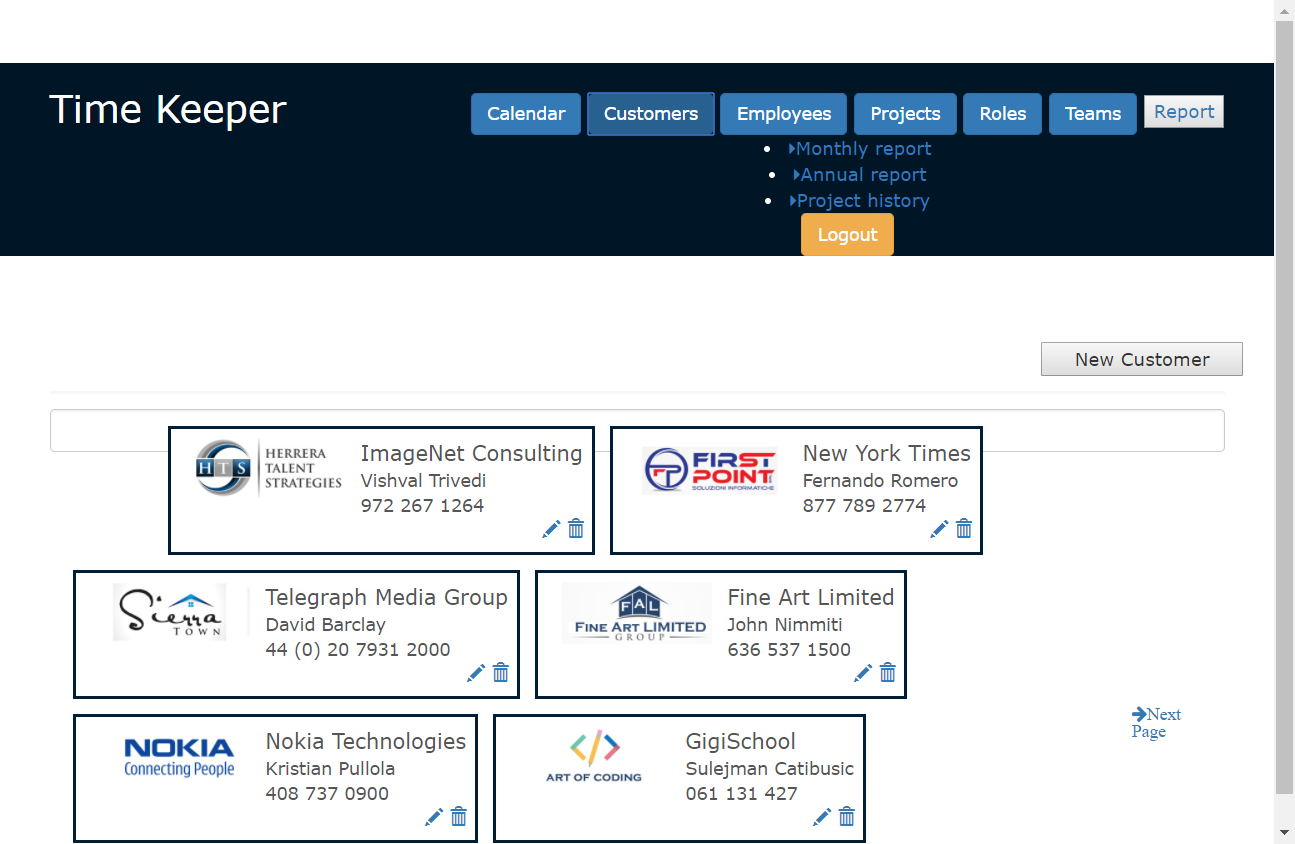 Time Keeper
Calendar
Customers
Employees
Projects
Roles
Teams
Report
Monthly report
Annual report
Project history
Logout
New Customer
HTS
HERRERA
TALENT
STRATEGIES
ImageNet Consulting
Vishval Trivedi
972 267 1264
FIRST
POINT
SOLUZIONI INFORMATICHE
New York Times
Fernando Romero
877 789 2774
Sierra
TOWN
Telegraph Media Group
David Barclay
44 (0) 20 7931 2000
FAL
FINE ART LIMITED
GROUP
Fine Art Limited
John Nimmiti
636 537 1500
NOKIA
Connecting People
Nokia Technologies
Kristian Pullola
408 737 0900
ART OF CODING
GigiSchool
Sulejman Catibusic
061 131 427
Next
Page